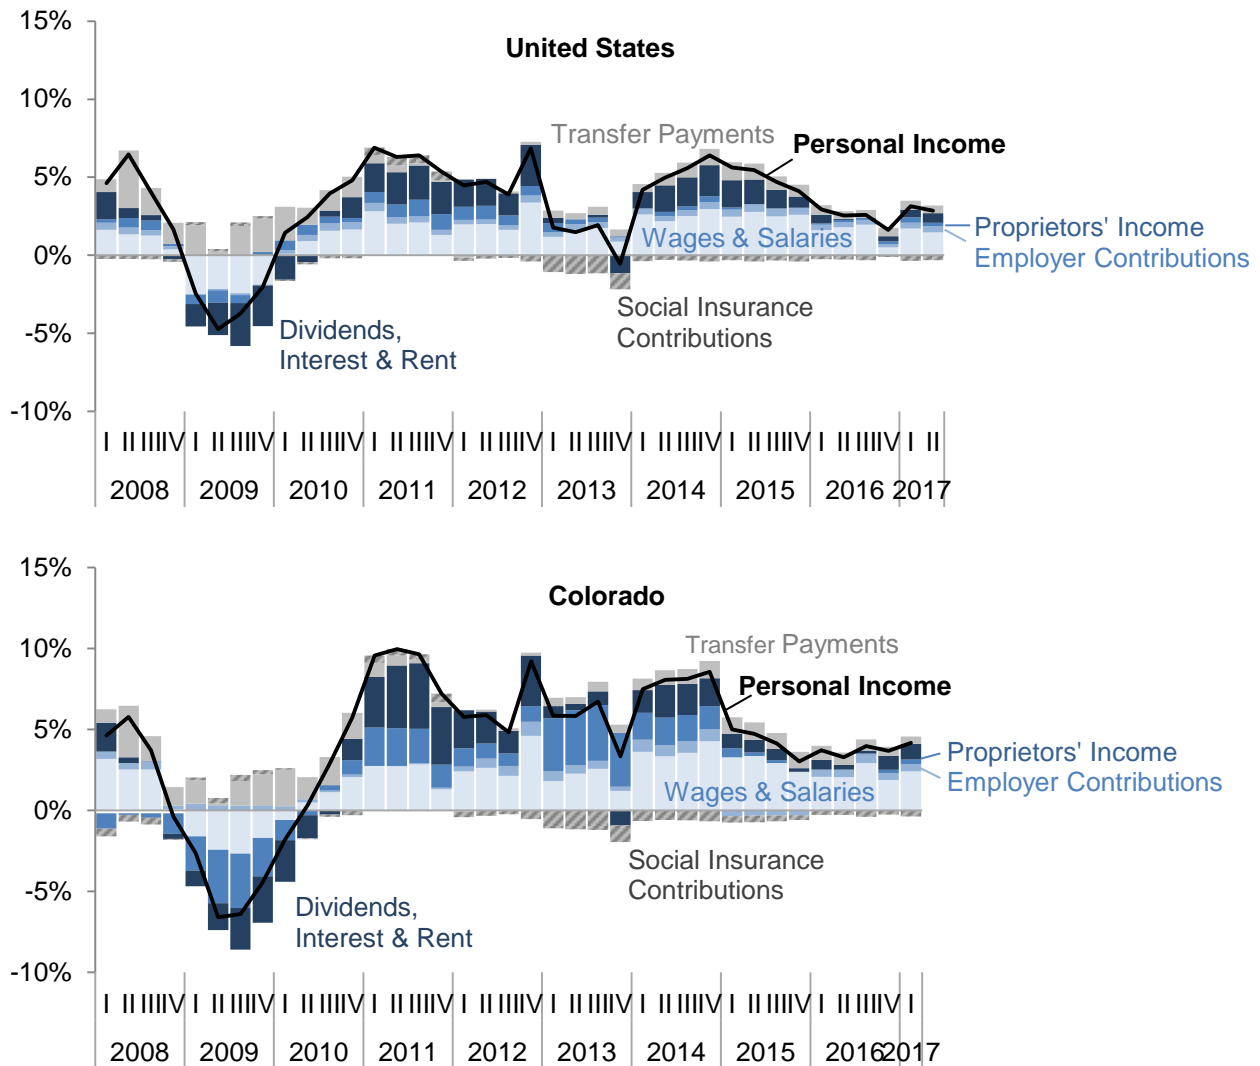 15%
United States
10%
Transfer Payments
Personal Income
5%
Wages & Salaries
Proprietors' Income
Employer Contributions
0%
Social Insurance
Contributions
Dividends,
Interest & Rent
-5%
-10%
I II III IV I II III IV I II III IV I II III IV I II III IV I II III IV I II III IV I II III IV I II III IV I II
2008 2009 2010 2011 2012 2013 2014 2015 2016 2017
15%
Colorado
10%
Transfer Payments
Personal Income
5%
Proprietors' Income
Employer Contributions
Wages & Salaries
0%
Social Insurance
Contributions
-5%
Dividends,
Interest & Rent
-10%
I II III IV I II III IV I II III IV I II III IV I II III IV I II III IV I II III IV I II III IV I II III IV I
2008 2009 2010 2011 2012 2013 2014 2015 2016 2017